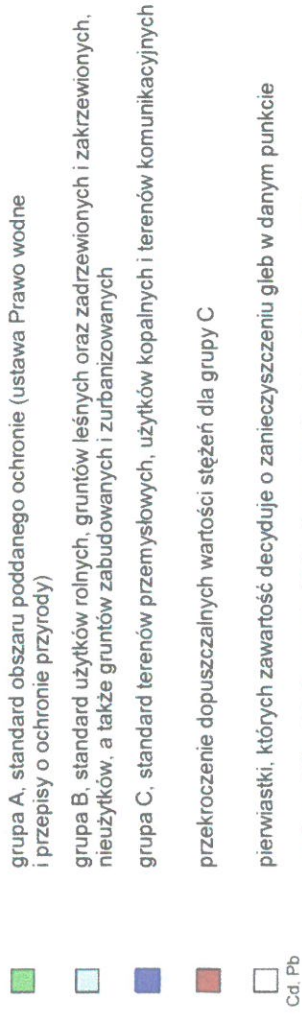 grupa A, standard obszaru poddanego ochronie (ustawa Prawo wodne
i przepisy o ochronie przyrody)
grupa B, standard użytków rolnych, gruntów leśnych oraz zadrzewionych i zakrzewionych,
nieużytków, a także gruntów zabudowanych i zurbanizowanych
grupa C, standard terenów przemysłowych, użytków kopalnych i terenów komunikacyjnych
przekroczenie dopuszczalnych wartości stężeń dla grupy C
pierwiastki, których zawartość decyduje o zanieczyszczeniu gleb w danym punkcie
Cd, Pb